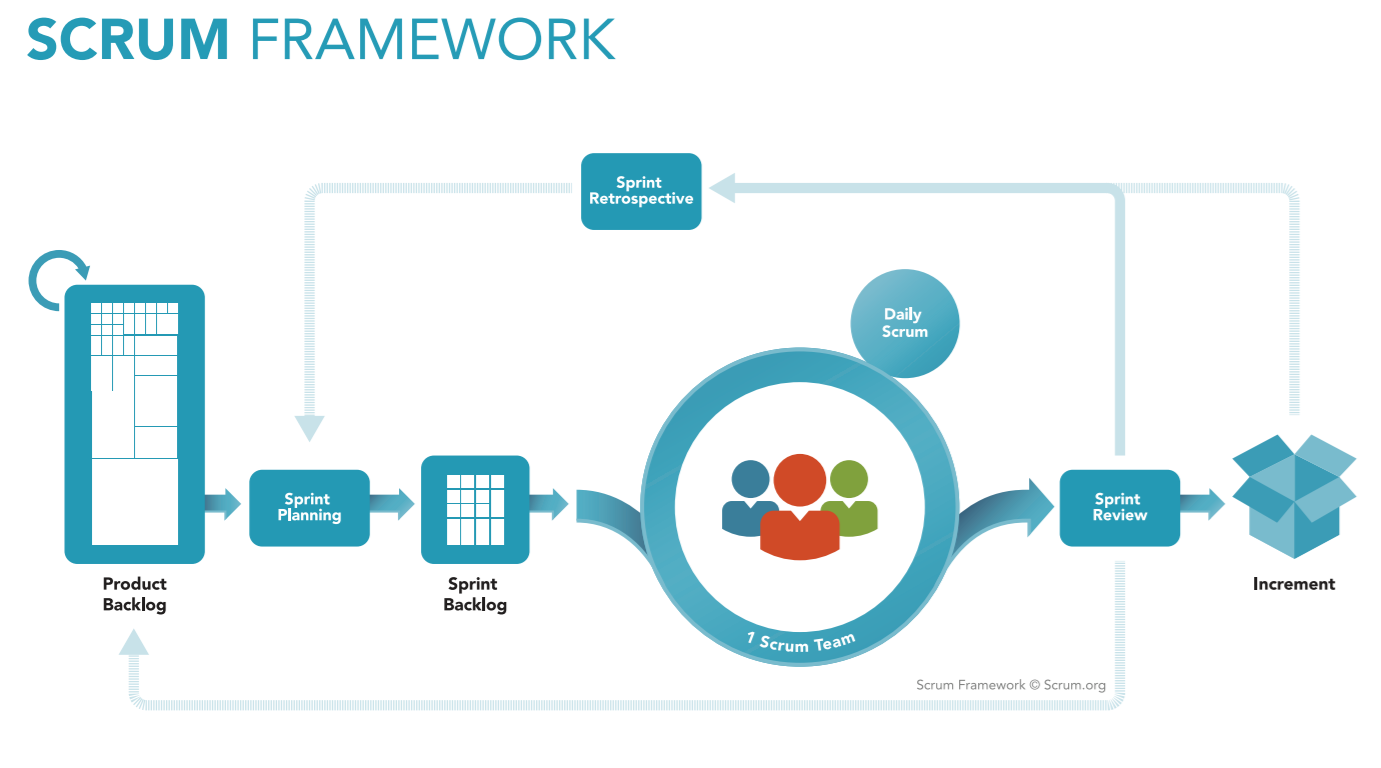 SCRUM FRAMEWORK
Sprint
Retrospective
Daily
Scrum
Sprint
Planning
Sprint
Review
Product
Backlog
Sprint
Backlog
Increment
1 Scrum Team
Scrum Framework © Scrum.org